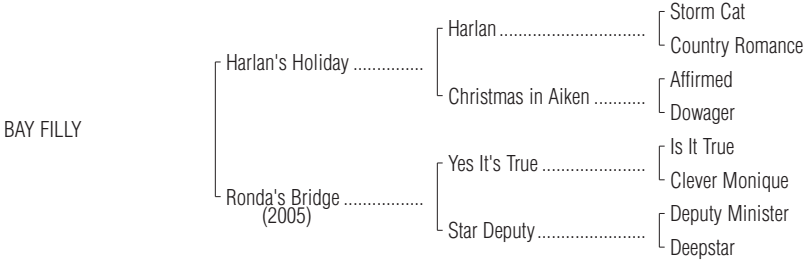 Storm Cat
Harlan..............................
Country Romance
Harlan's Holiday ...............
Affirmed
Christmas in Aiken ...........
Dowager
BAY FILLY
Is It True
Yes It's True ......................
Clever Monique
Ronda's Bridge .................
(2005)
Deputy Minister
Star Deputy.......................
Deepstar